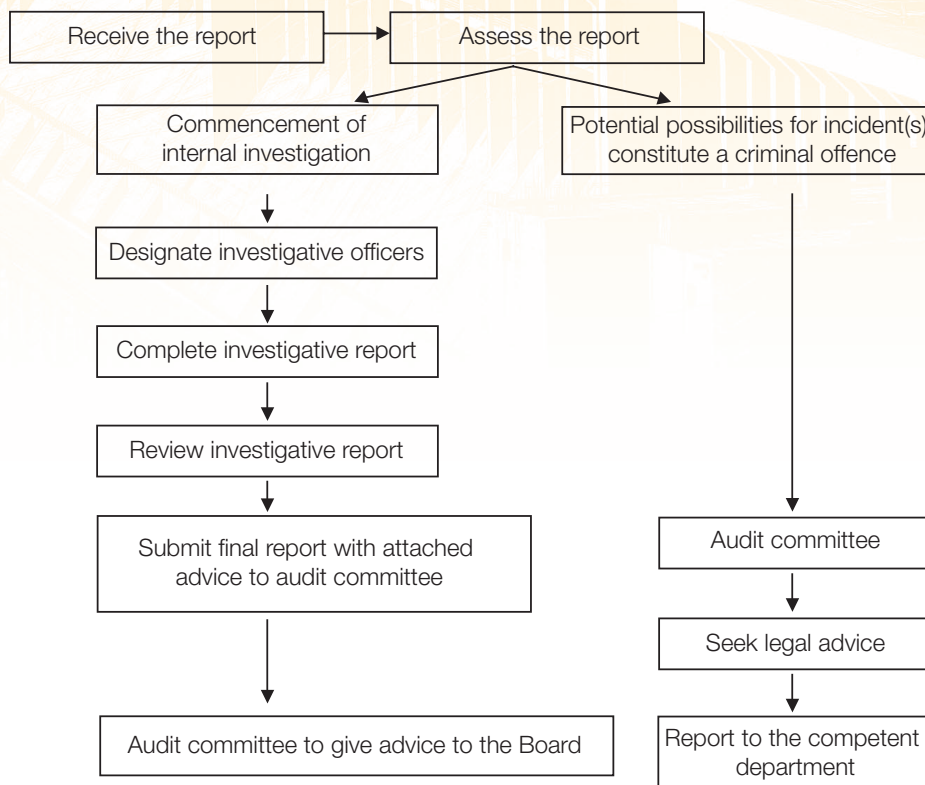 Receive the report
Assess the report
Commencement of
internal investigation
Potential possibilities for incident(s)
constitute a criminal offence
Designate investigative officers
Complete investigative report
Review investigative report
Submit final report with attached
advice to audit committee
Audit committee
Seek legal advice
Audit committee to give advice to the Board
Report to the competent
department